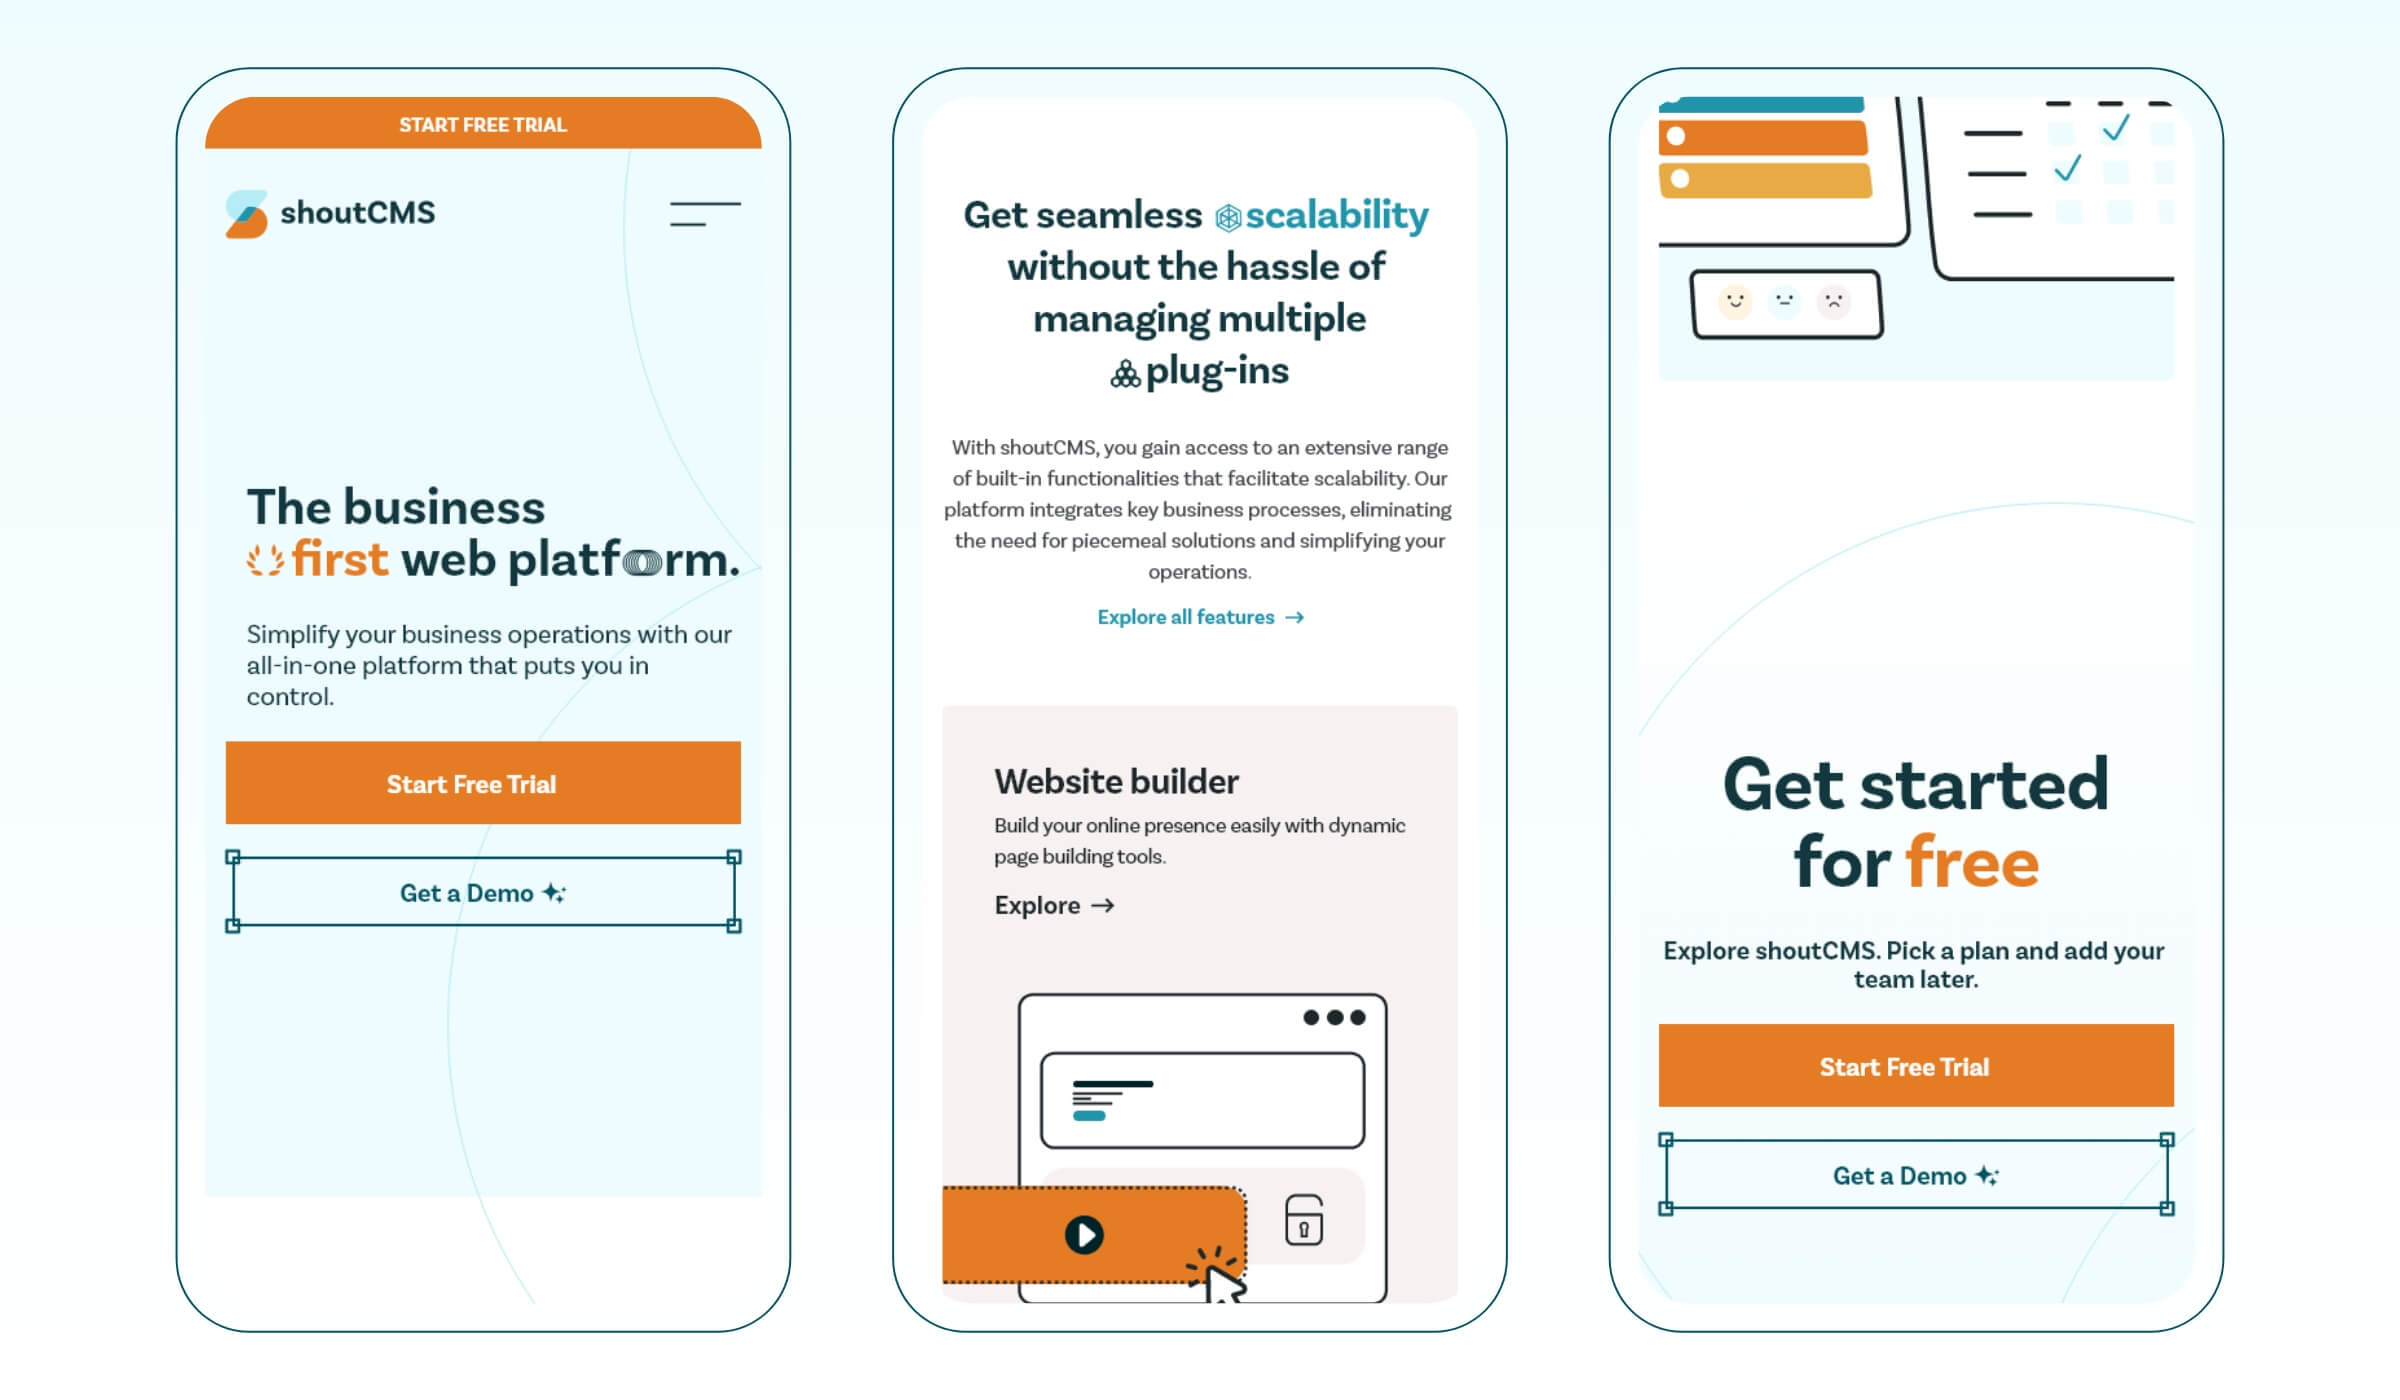 START FREE TRIAL
shoutCMS
The business
first web platform.
Simplify your business operations with our
all-in-one platform that puts you in
control.
Start Free Trial
Get a Demo
Get seamless scalability
without the hassle of
managing multiple
plug-ins
With shoutCMS, you gain access to an extensive range
of built-in functionalities that facilitate scalability. Our
platform integrates key business processes, eliminating
the need for piecemeal solutions and simplifying your
operations.
Explore all features →
Website builder
Build your online presence easily with dynamic
page building tools.
Explore →
Get started
for free
Explore shoutCMS. Pick a plan and add your
team later.
Start Free Trial
Get a Demo